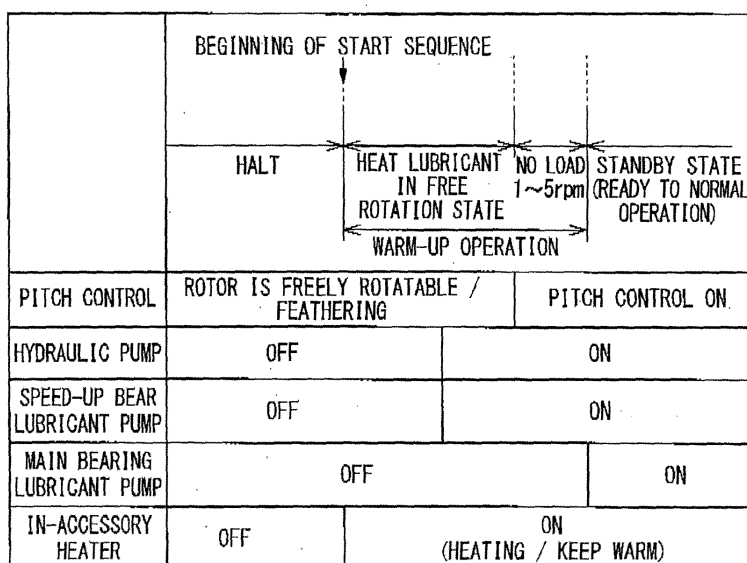 BEGINNING OF START SEQUENCE
HALT
HEAT LUBRICANT
IN FREE
ROTATION STATE
NO LOAD
1~5rpm
STANDBY STATE
(READY TO NORMAL
OPERATION)
WARM-UP OPERATION
PITCH CONTROL
ROTOR IS FREELY ROTATABLE /
FEATHERING
PITCH CONTROL ON
HYDRAULIC PUMP
OFF
ON
SPEED-UP BEAR
LUBRICANT PUMP
OFF
ON
MAIN BEARING
LUBRICANT PUMP
OFF
ON
IN-ACCESSORY
HEATER
OFF
ON
(HEATING / KEEP WARM)